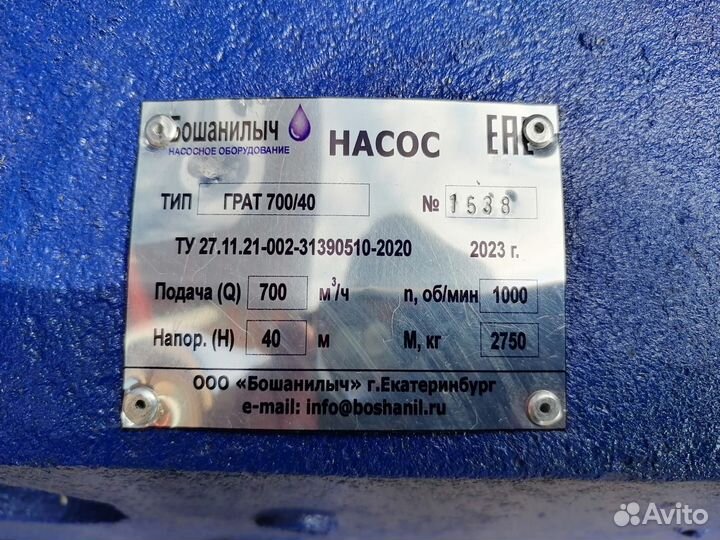 Бошанилыч
НАСОСНОЕ ОБОРУДОВАНИЕ
НАСОС
EAC
ТИП ГРАТ 700/40 № 1538
ТУ 27.11.21-002-31390510-2020 2023 г.
Подача (Q) 700 м³/ч n, об/мин 1000
Напор. (Н) 40 м М, кг 2750
ООО «Бошанилыч» г.Екатеринбург
e-mail: info@boshanil.ru
Avito